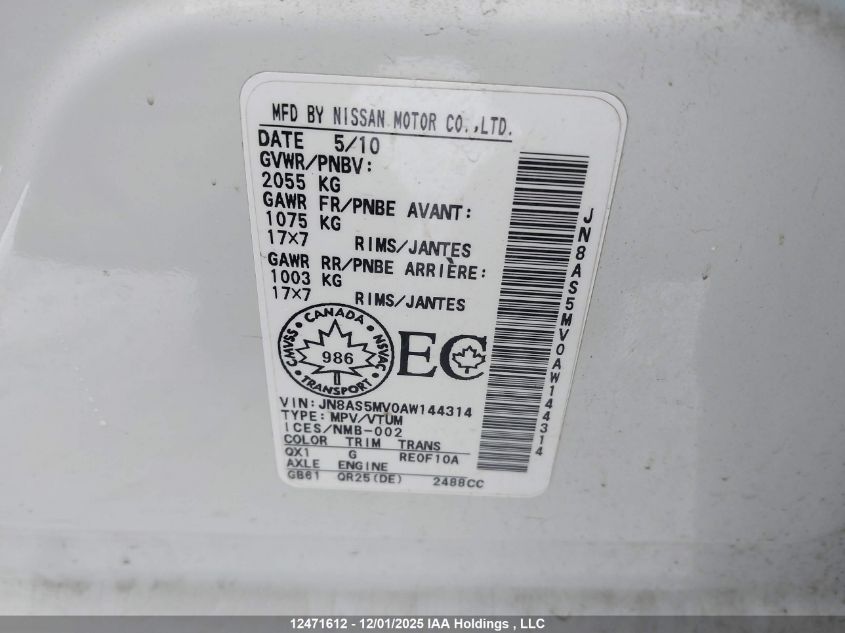 MFD BY NISSAN MOTOR CO.,LTD.
DATE 5/10
GVWR/PNBV:
2055 KG
GAWR FR/PNBE AVANT:
1075 KG
17×7 RIMS/JANTES
GAWR RR/PNBE ARRIÈRE:
1003 KG
17×7 RIMS/JANTES
CANADA
CMVSS 986 NSVAC
TRANSPORT
EC
VIN:JN8AS5MV0AW144314
TYPE:MPV/VTUM
ICES/NMB-002
COLOR TRIM TRANS
QX1 G RE0F10A
AXLE ENGINE
GB61 QR25(DE) 2488CC
JN8AS5MV0AW144314
12471612 - 12/01/2025 IAA Holdings , LLC